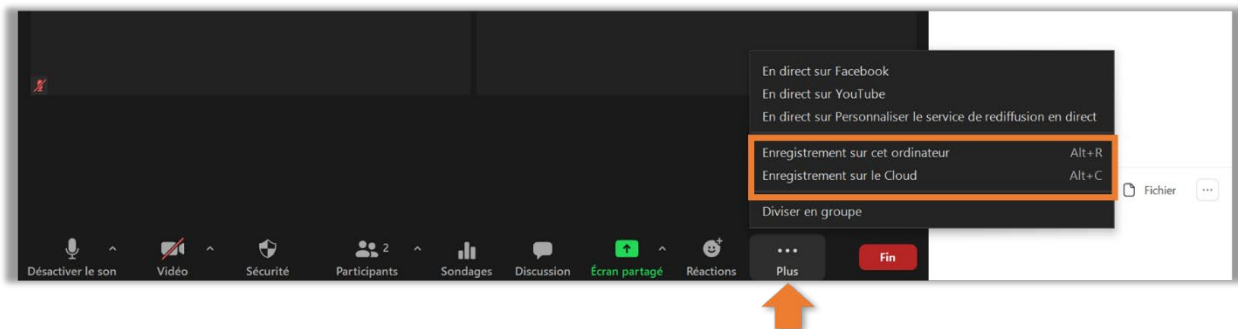 En direct sur Facebook
En direct sur YouTube
En direct sur Personnaliser le service de rediffusion en direct
Enregistrement sur cet ordinateur Alt+R
Enregistrement sur le Cloud Alt+C
Diviser en groupe
Fichier
2
Désactiver le son Vidéo Sécurité Participants Sondages Discussion Écran partagé Réactions Plus Fin